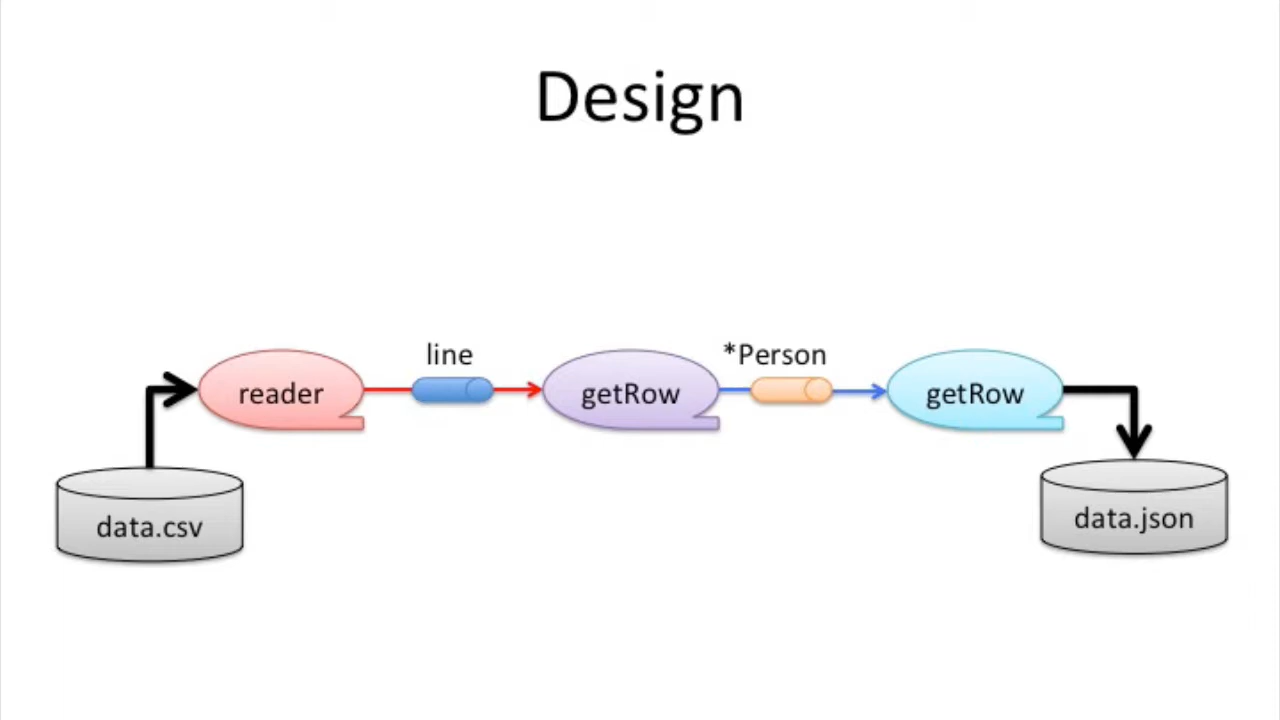 Design
line
*Person
reader
getRow
getRow
data.csv
data.json